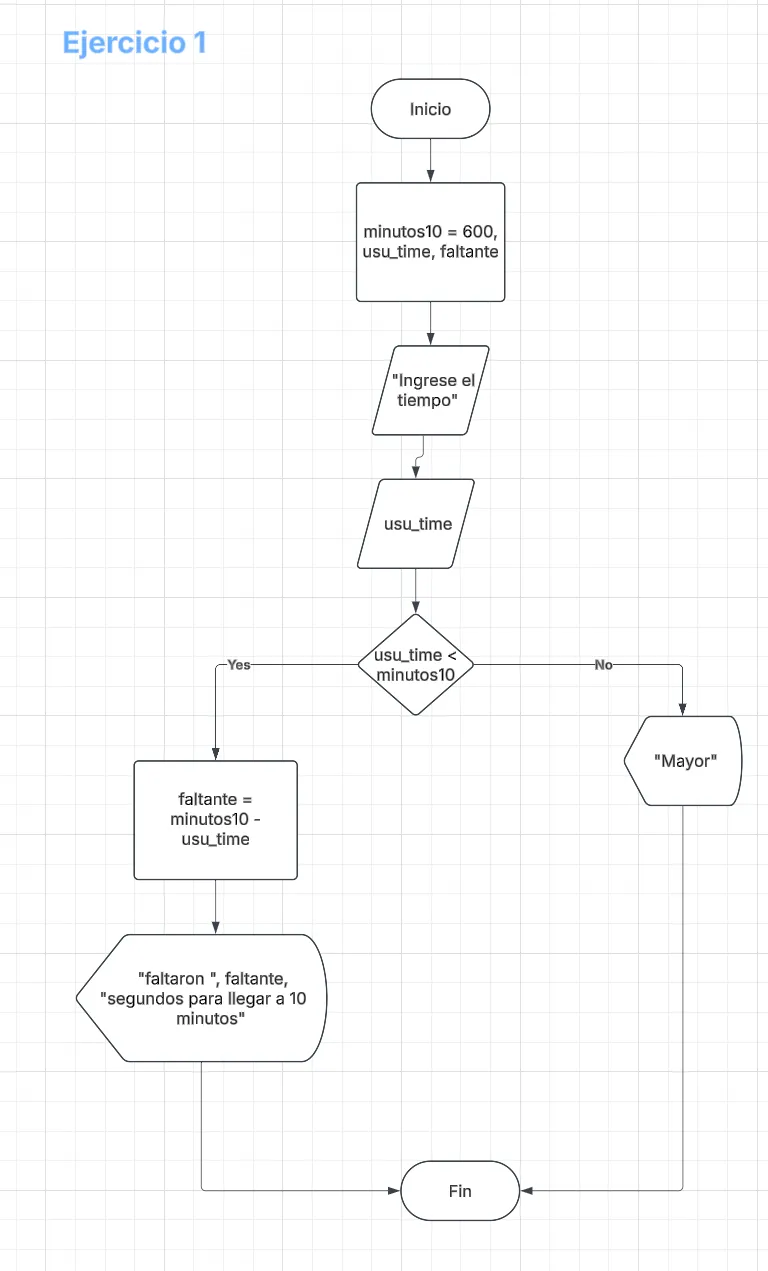 Ejercicio 1
Inicio
minutos10 = 600,
usu_time, faltante
"Ingrese el
tiempo"
usu_time
usu_time <
minutos10
Yes
No
"Mayor"
faltante =
minutos10 -
usu_time
"faltaron ", faltante,
"segundos para llegar a 10
minutos"
Fin